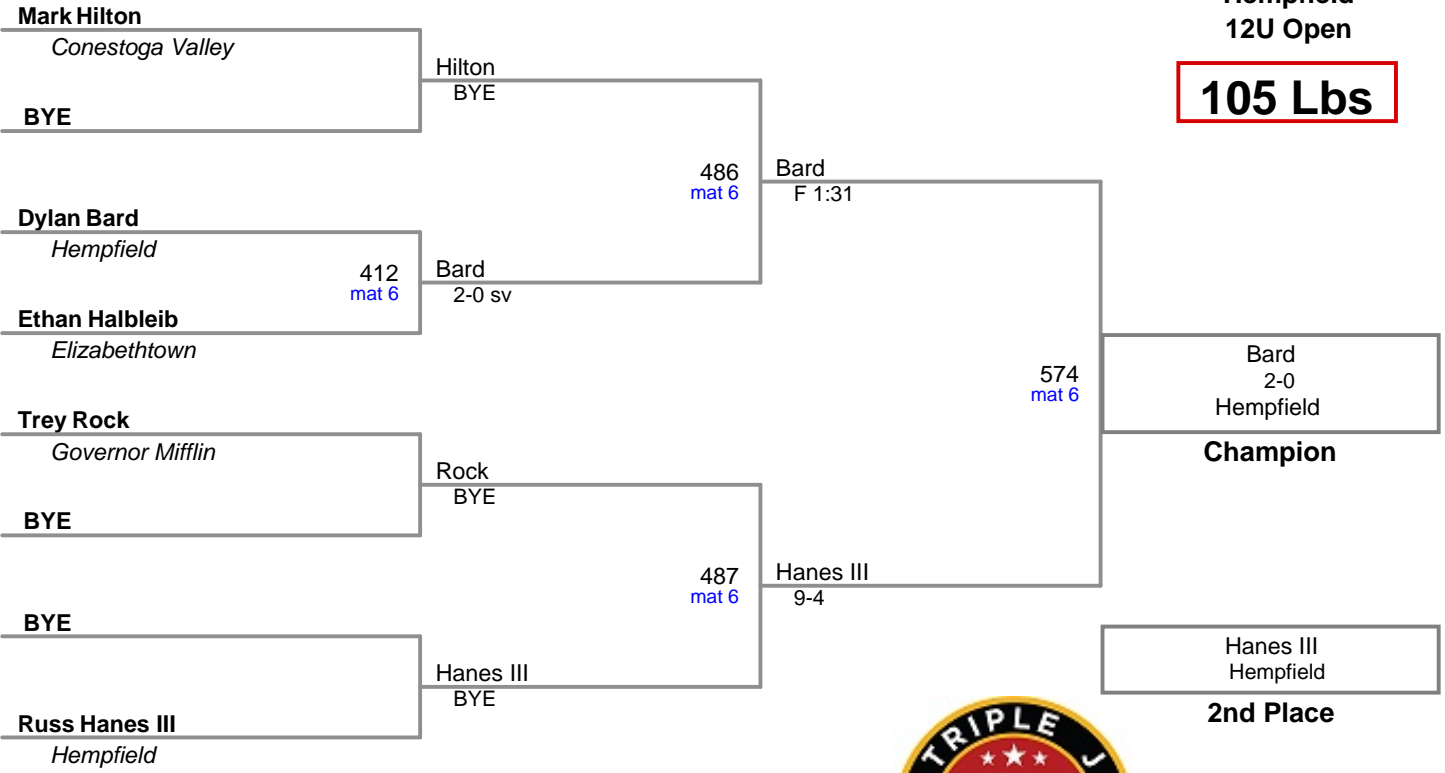 Mark Hilton
Conestoga Valley
BYE
Hilton
BYE
Dylan Bard
Hempfield
412
mat 6
Bard
2-0 sv
Ethan Halbleib
Elizabethtown
486
mat 6
Bard
F 1:31
Trey Rock
Governor Mifflin
BYE
Rock
BYE
BYE
Hanes III
BYE
Russ Hanes III
Hempfield
487
mat 6
Hanes III
9-4
574
mat 6
Hempfield
12U Open
105 Lbs
Bard
2-0
Hempfield
Champion
Hanes III
Hempfield
2nd Place
TRIPLE J